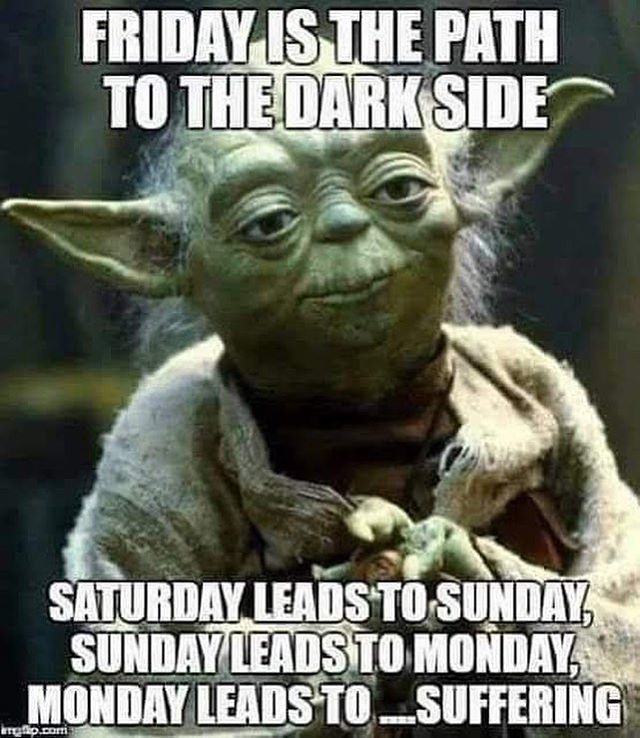 FRIDAY IS THE PATH
TO THE DARK SIDE
SATURDAY LEADS TO SUNDAY,
SUNDAY LEADS TO MONDAY,
MONDAY LEADS TO ....SUFFERING
imgflip.com